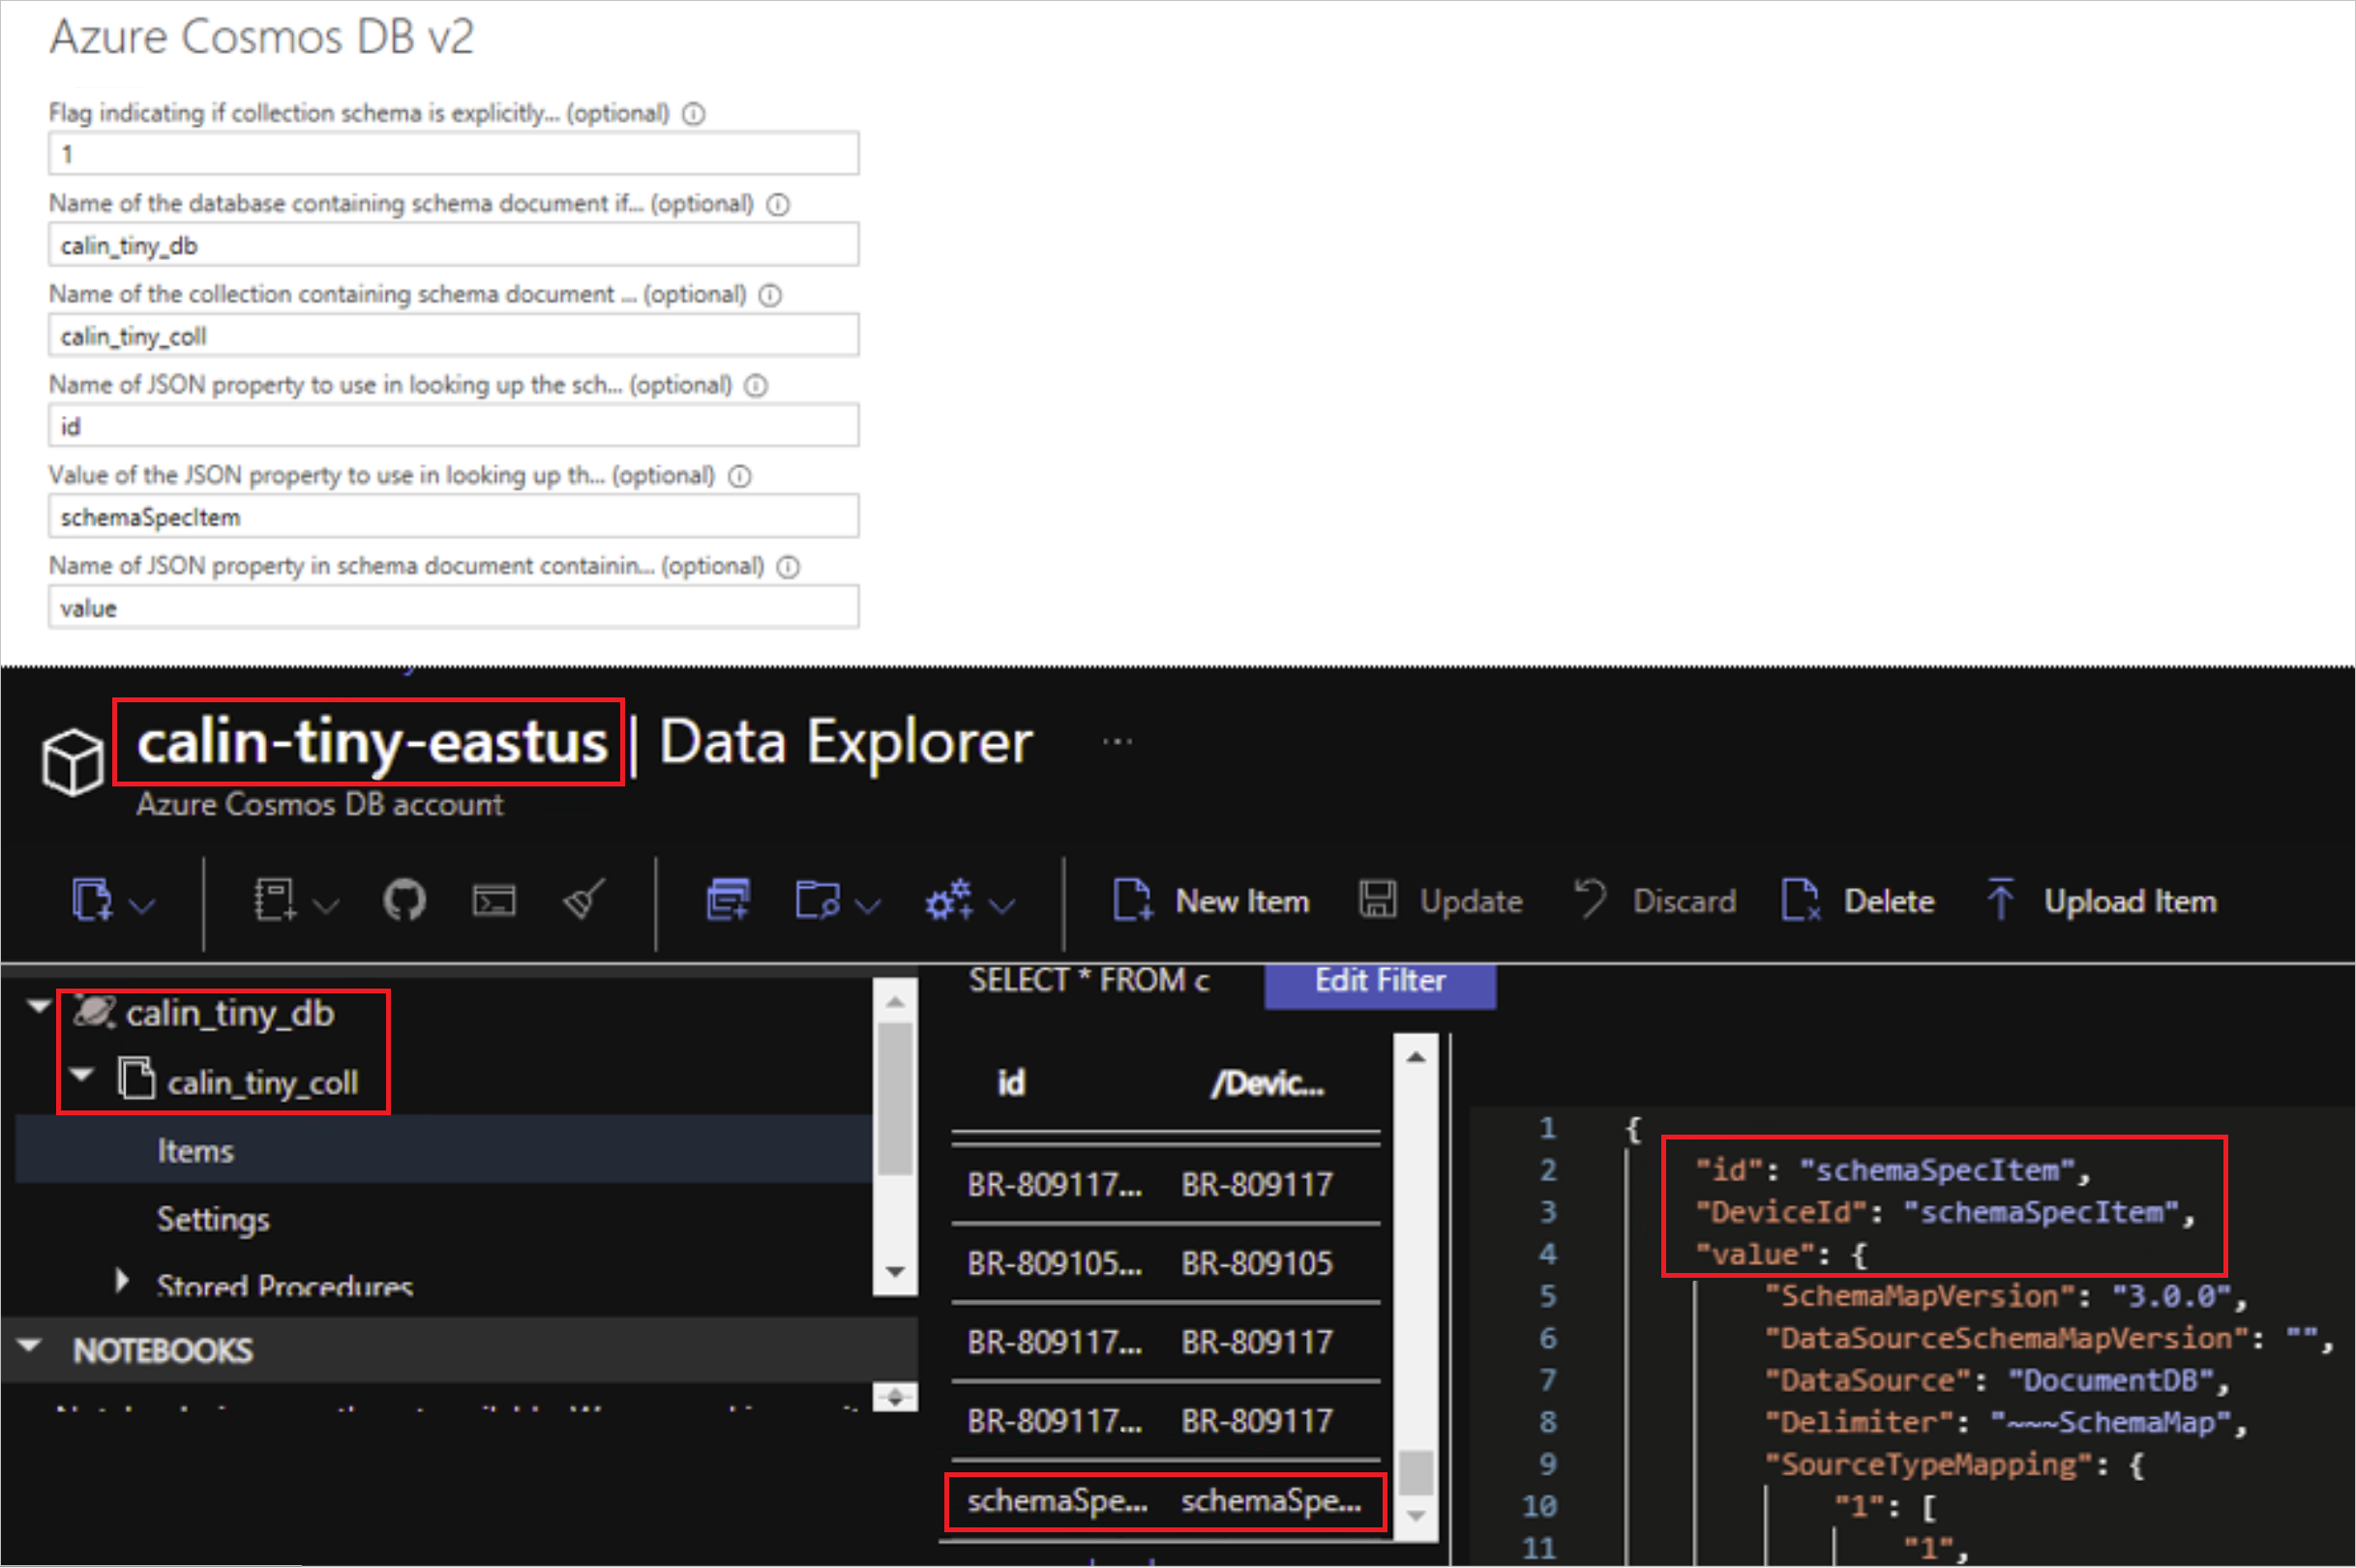 Azure Cosmos DB v2
Flag indicating if collection schema is explicitly... (optional)
1
Name of the database containing schema document if... (optional)
calin_tiny_db
Name of the collection containing schema document ... (optional)
calin_tiny_coll
Name of JSON property to use in looking up the sch... (optional)
id
Value of the JSON property to use in looking up th... (optional)
schemaSpecItem
Name of JSON property in schema document containin... (optional)
value
calin-tiny-eastus | Data Explorer ...
Azure Cosmos DB account
New Item Update Discard Delete Upload Item
calin_tiny_db
calin_tiny_coll
Items
Settings
Stored Procedures
NOTEBOOKS
SELECT * FROM c Edit Filter
id /Devic...
BR-809117... BR-809117
BR-809105... BR-809105
BR-809117... BR-809117
BR-809117... BR-809117
schemaSpe... schemaSpe...
1 {
2 "id": "schemaSpecItem",
3 "DeviceId": "schemaSpecItem",
4 "value": {
5 "SchemaMapVersion": "3.0.0",
6 "DataSourceSchemaMapVersion": "",
7 "DataSource": "DocumentDB",
8 "Delimiter": "~~~SchemaMap",
9 "SourceTypeMapping": {
10 "1": [
11 "1",